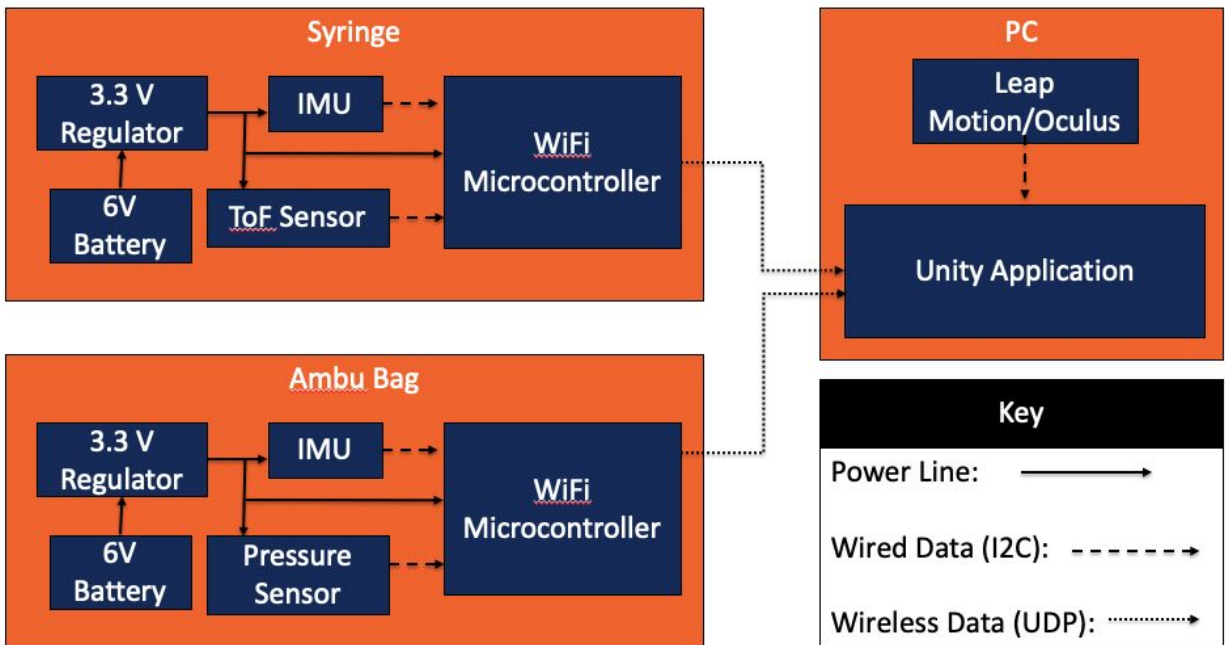 Syringe
3.3 V
Regulator
IMU
WiFi
Microcontroller
6V
Battery
ToF Sensor
PC
Leap
Motion/Oculus
Unity Application
Ambu Bag
3.3 V
Regulator
IMU
WiFi
Microcontroller
6V
Battery
Pressure
Sensor
Key
Power Line:
Wired Data (I2C):
Wireless Data (UDP):